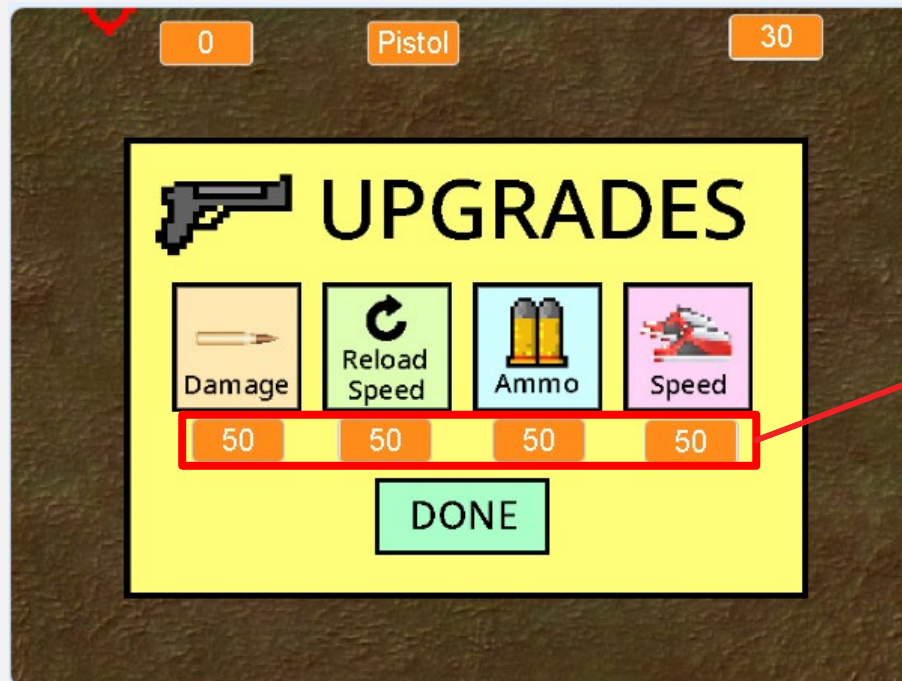 0 Pistol 30
UPGRADES
Damage
Reload
Speed
Ammo
Speed
50 50 50 50
DONE